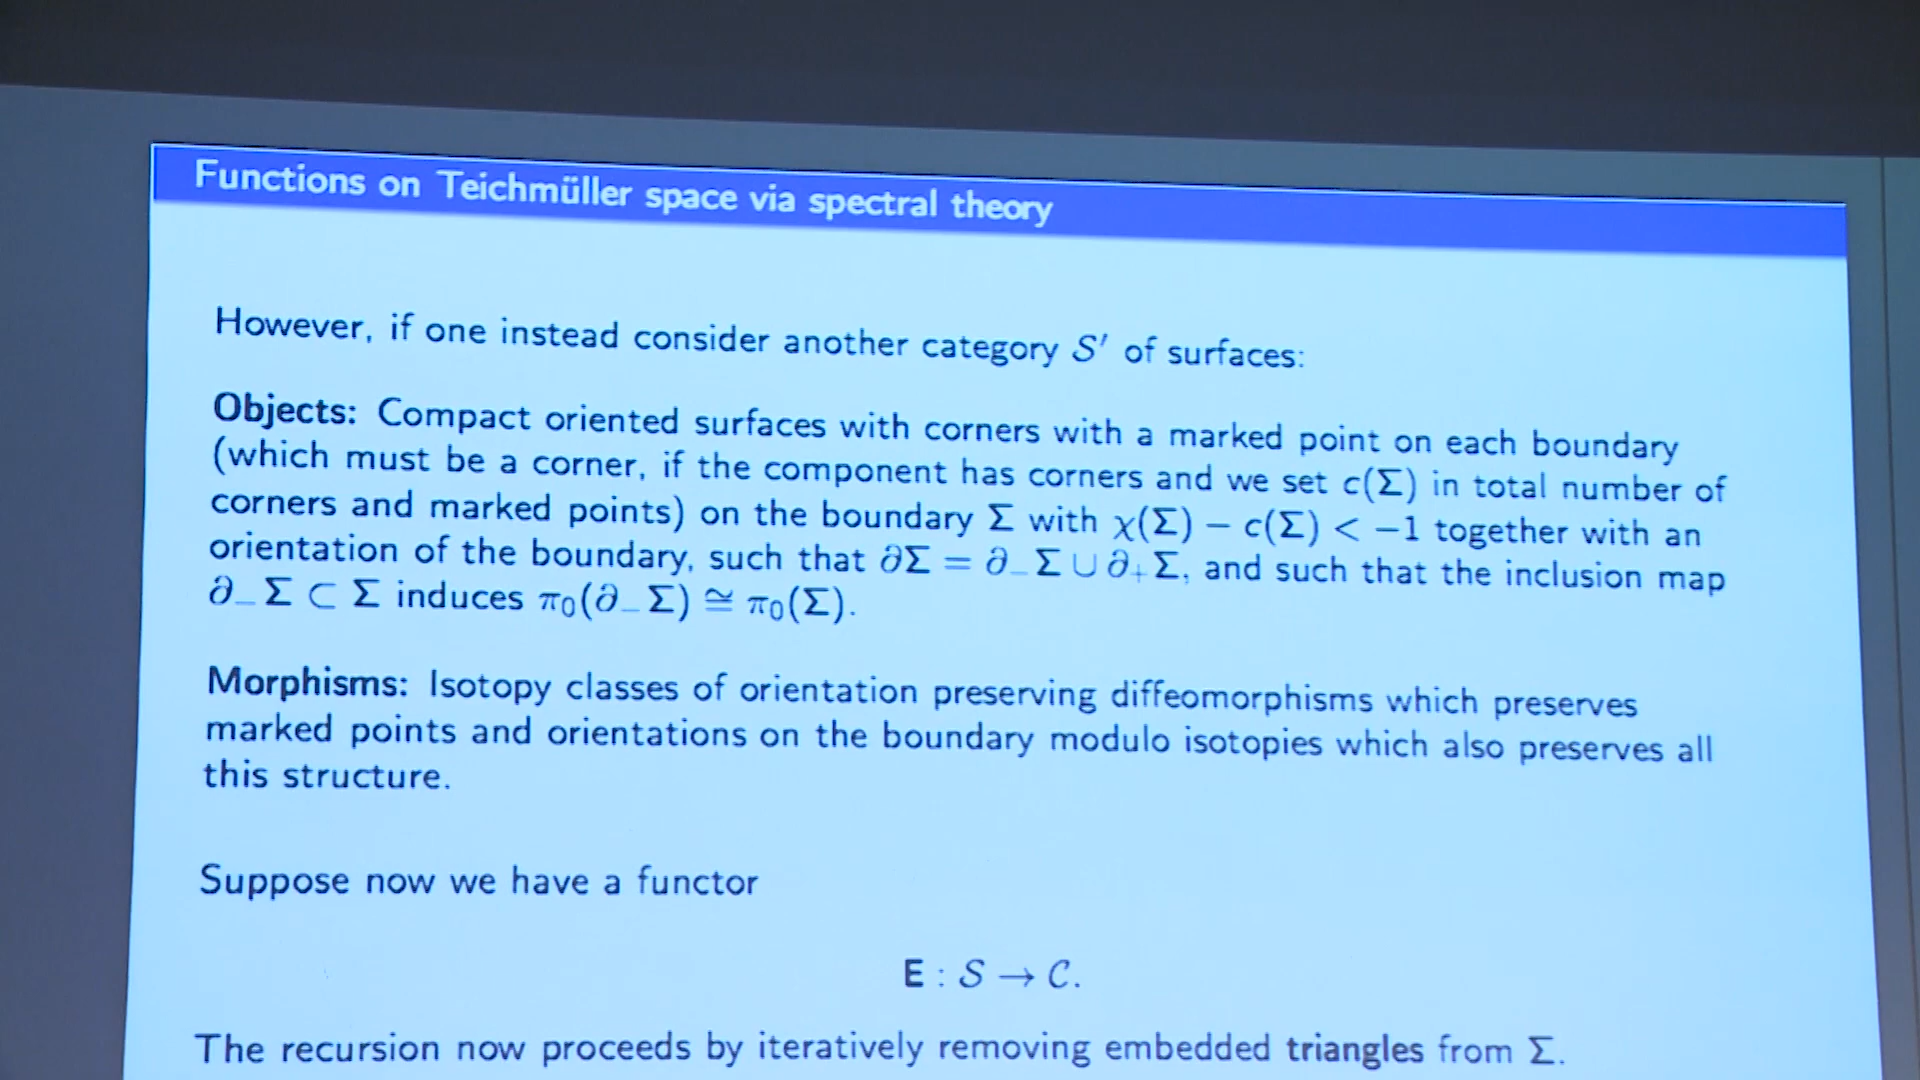 Functions on Teichmüller space via spectral theory
However, if one instead consider another category 𝒮′ of surfaces:
Objects: Compact oriented surfaces with corners with a marked point on each boundary
(which must be a corner, if the component has corners and we set c(Σ) in total number of
corners and marked points) on the boundary Σ with χ(Σ) − c(Σ) < −1 together with an
orientation of the boundary, such that ∂Σ = ∂₋Σ ∪ ∂₊Σ, and such that the inclusion map
∂₋Σ ⊂ Σ induces π₀(∂₋Σ) ≅ π₀(Σ).
Morphisms: Isotopy classes of orientation preserving diffeomorphisms which preserves
marked points and orientations on the boundary modulo isotopies which also preserves all
this structure.
Suppose now we have a functor
E : 𝒮 → 𝒞.
The recursion now proceeds by iteratively removing embedded triangles from Σ.